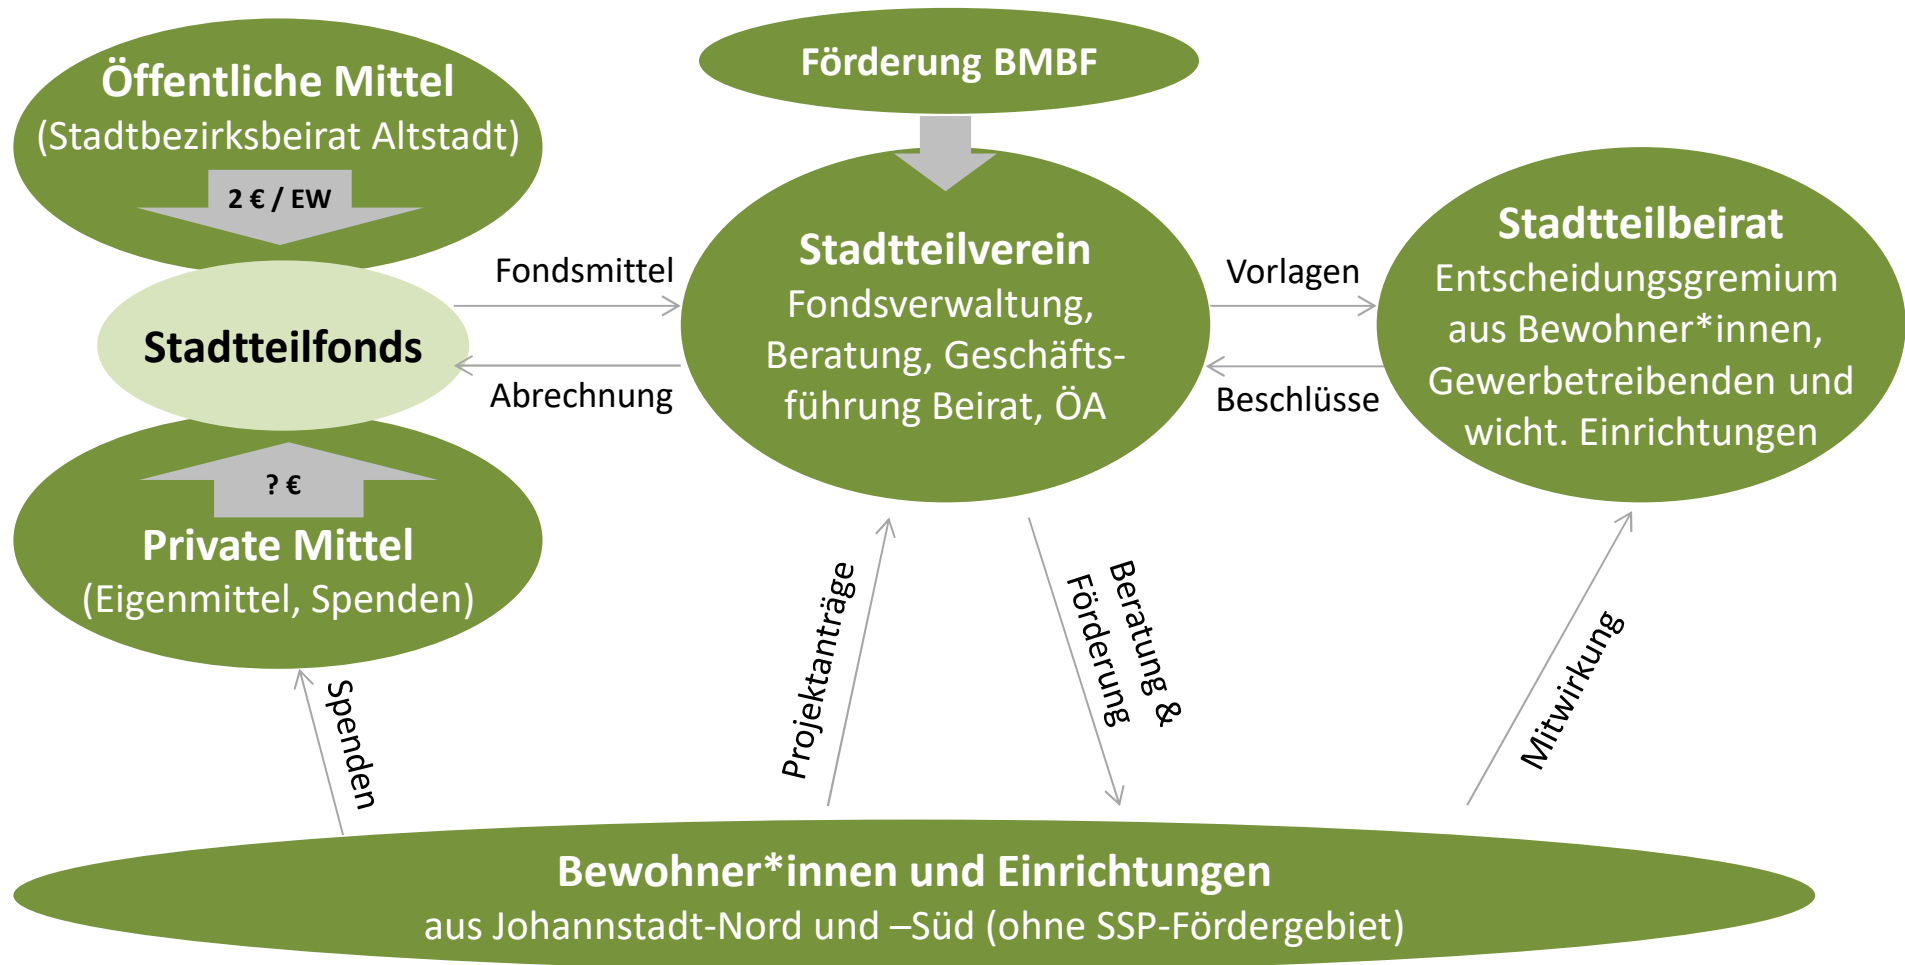 Öffentliche Mittel
(Stadtbezirksbeirat Altstadt)
2 € / EW
Stadtteilfonds
? €
Private Mittel
(Eigenmittel, Spenden)
Förderung BMBF
Fondsmittel
Abrechnung
Stadtteilverein
Fondsverwaltung,
Beratung, Geschäfts-
führung Beirat, ÖA
Vorlagen
Beschlüsse
Stadtteilbeirat
Entscheidungsgremium
aus Bewohner*innen,
Gewerbetreibenden und
wicht. Einrichtungen
Spenden
Projektanträge
Beratung &
Förderung
Mitwirkung
Bewohner*innen und Einrichtungen
aus Johannstadt-Nord und –Süd (ohne SSP-Fördergebiet)